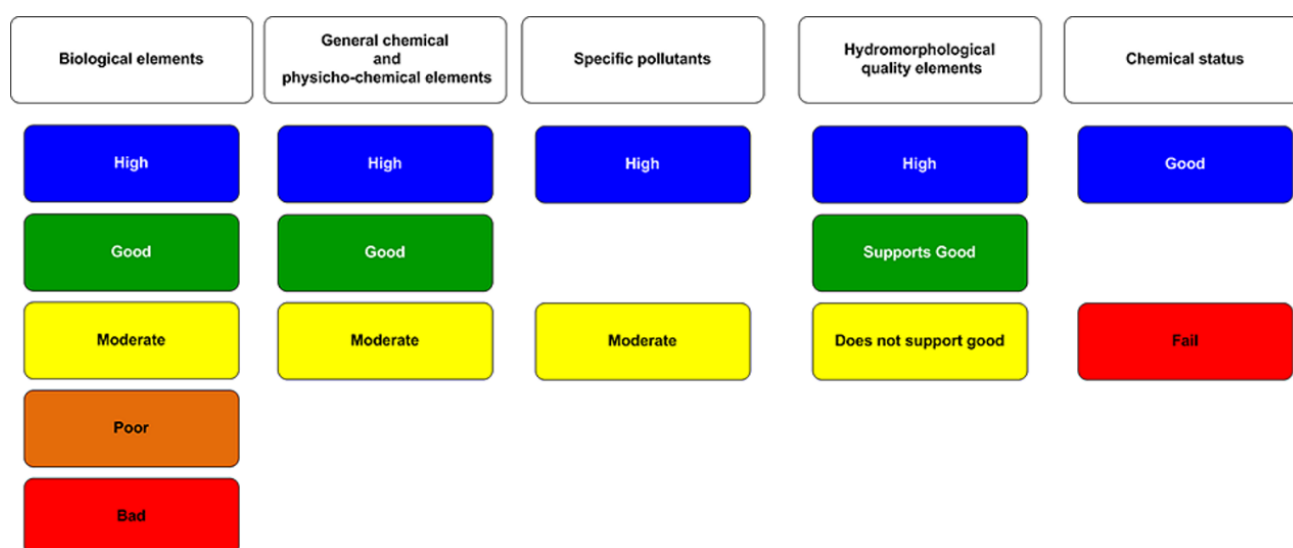 Biological elements
General chemical
and
physicho-chemical elements
Specific pollutants
Hydromorphological
quality elements
Chemical status
High
High
High
High
Good
Good
Good
Supports Good
Moderate
Moderate
Moderate
Does not support good
Fail
Poor
Bad